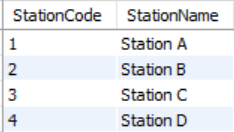 StationCode StationName
1 Station A
2 Station B
3 Station C
4 Station D